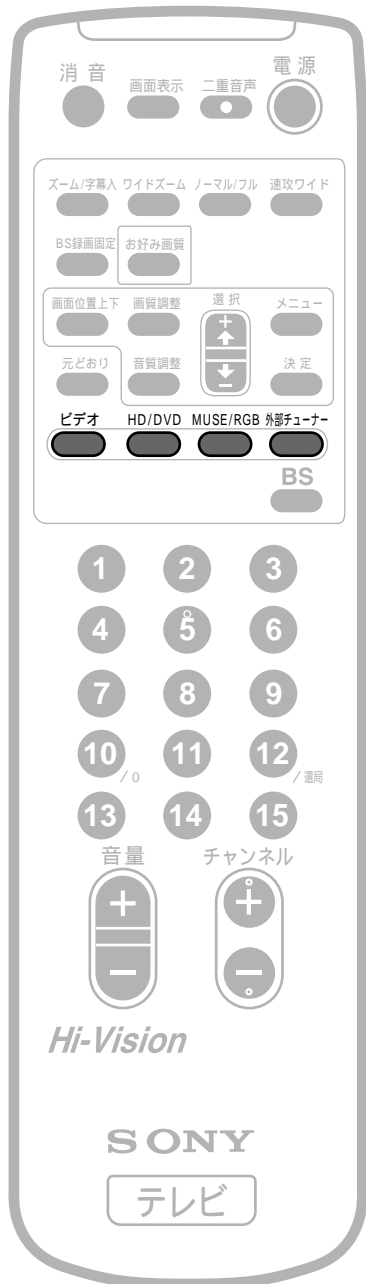 消音 画面表示 二重音声 電源
ズーム/字幕入 ワイドズーム ノーマル/フル 速攻ワイド
BS録画固定 お好み画質
画面位置上下 画質調整 選択 メニュー
+
元どおり 音質調整 − 決定
ビデオ HD/DVD MUSE/RGB 外部チューナー
BS
1 2 3
4 5 6
7 8 9
10/0 11 12/選局
13 14 15
音量 チャンネル
+ +
− −
Hi-Vision
SONY
テレビ